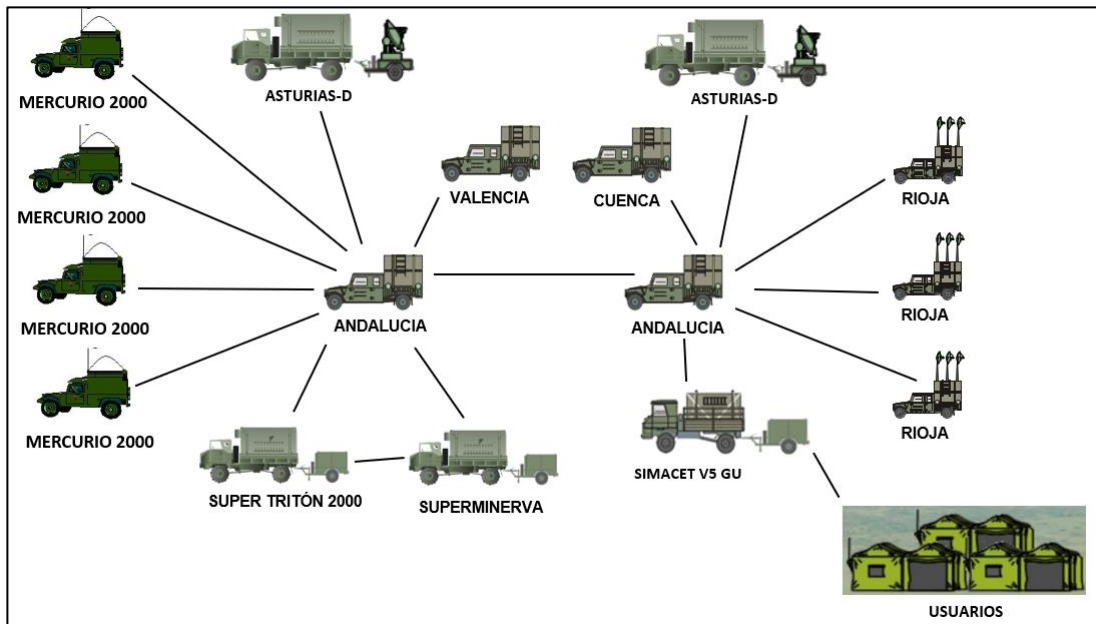 MERCURIO 2000
ASTURIAS-D
ASTURIAS-D
MERCURIO 2000
VALENCIA
CUENCA
RIOJA
MERCURIO 2000
ANDALUCIA
ANDALUCIA
RIOJA
MERCURIO 2000
RIOJA
SIMACET V5 GU
SUPER TRITÓN 2000
SUPERMINERVA
USUARIOS